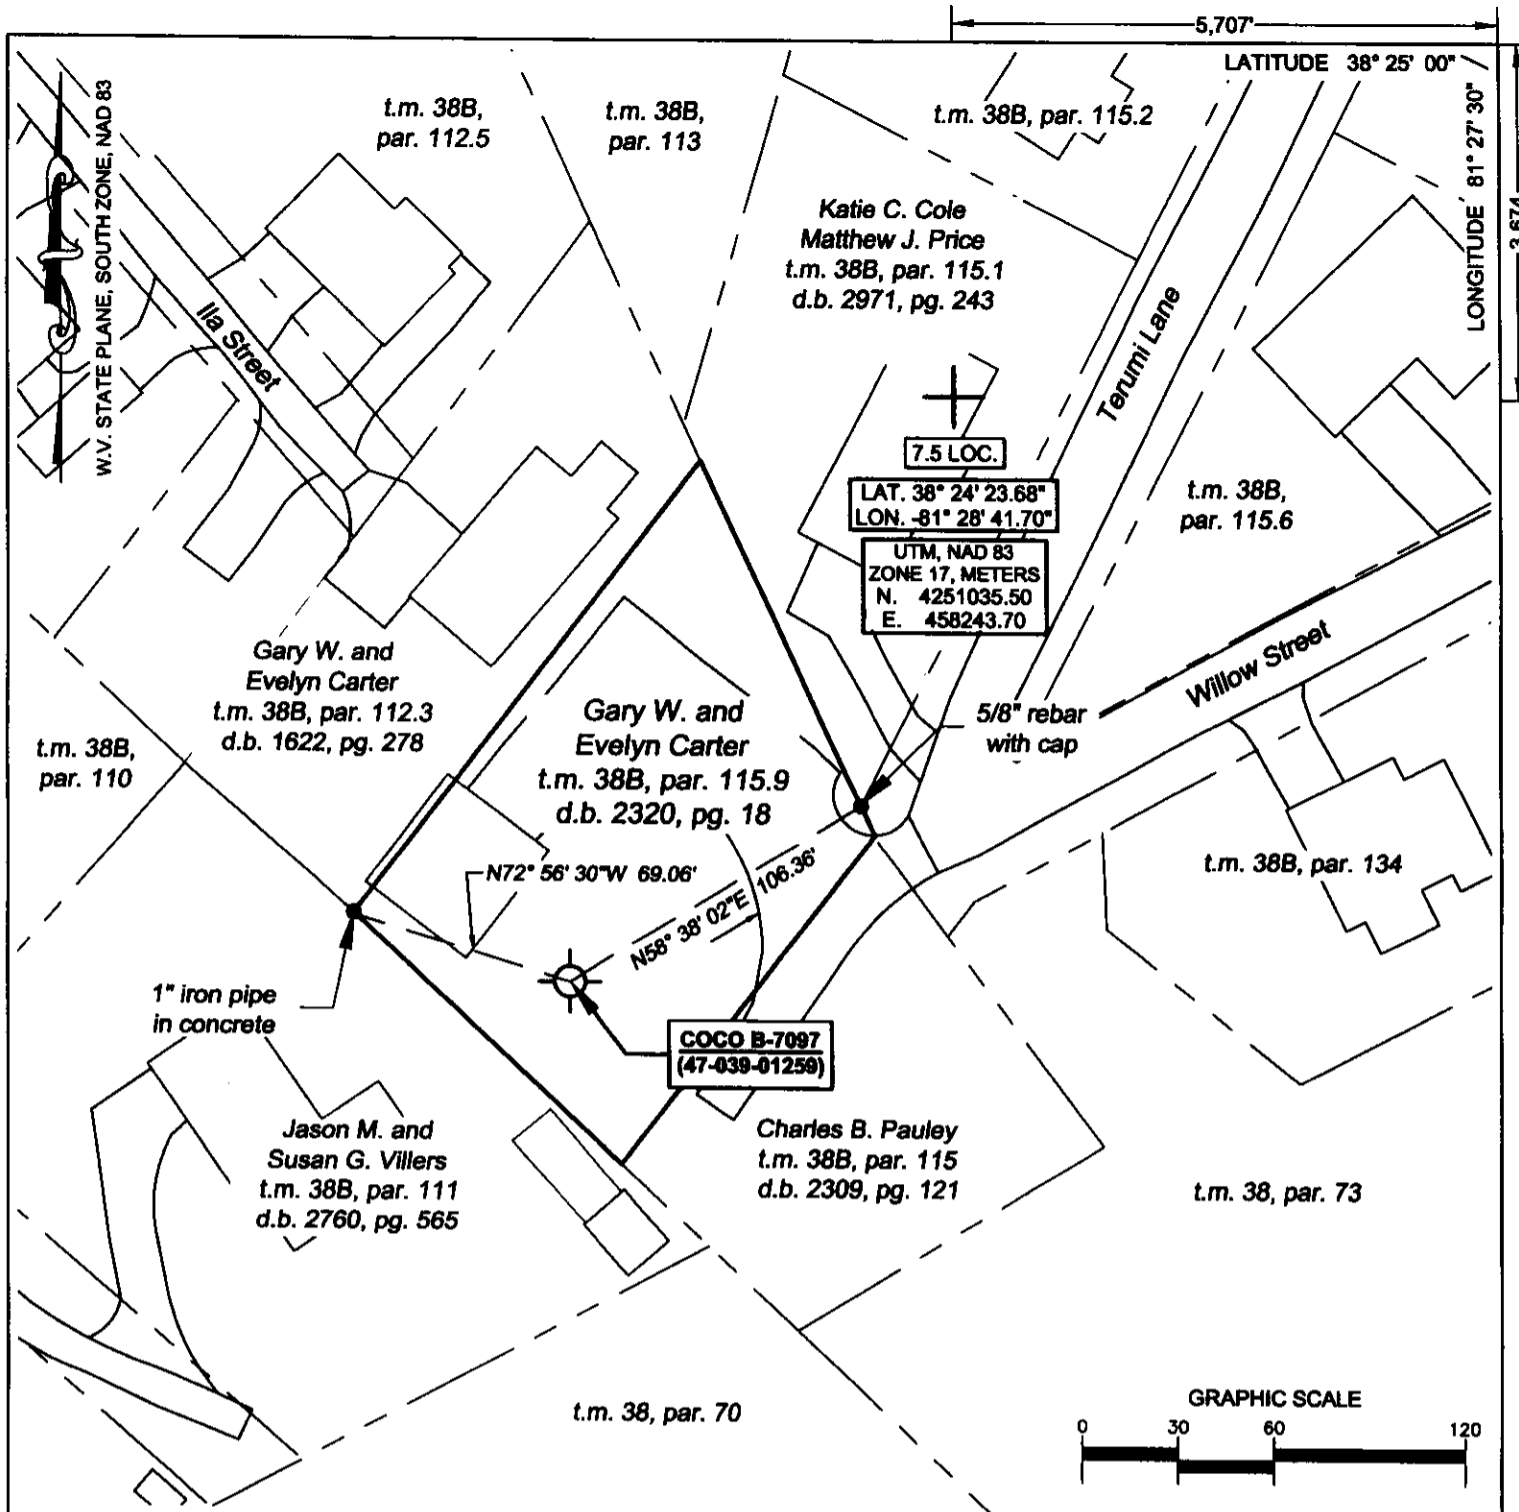 5,707'
LATITUDE 38° 25' 00"
LONGITUDE 81° 27' 30"
W.V. STATE PLANE, SOUTH ZONE, NAD 83
t.m. 38B,
par. 112.5
t.m. 38B,
par. 113
t.m. 38B, par. 115.2
Katie C. Cole
Matthew J. Price
t.m. 38B, par. 115.1
d.b. 2971, pg. 243
Ila Street
Terumi Lane
7.5 LOC.
LAT. 38° 24' 23.68"
LON. -81° 28' 41.70"
UTM, NAD 83
ZONE 17, METERS
N. 4251035.50
E. 458243.70
t.m. 38B,
par. 115.6
Willow Street
Gary W. and
Evelyn Carter
t.m. 38B, par. 112.3
d.b. 1622, pg. 278
t.m. 38B,
par. 110
Gary W. and
Evelyn Carter
t.m. 38B, par. 115.9
d.b. 2320, pg. 18
5/8" rebar
with cap
N72° 56' 30"W 69.06'
N58° 38' 02"E 106.36'
t.m. 38B, par. 134
1" iron pipe
in concrete
COCO B-7097
(47-039-01259)
Jason M. and
Susan G. Villers
t.m. 38B, par. 111
d.b. 2760, pg. 565
Charles B. Pauley
t.m. 38B, par. 115
d.b. 2309, pg. 121
t.m. 38, par. 73
t.m. 38, par. 70
GRAPHIC SCALE
0 30 60 120